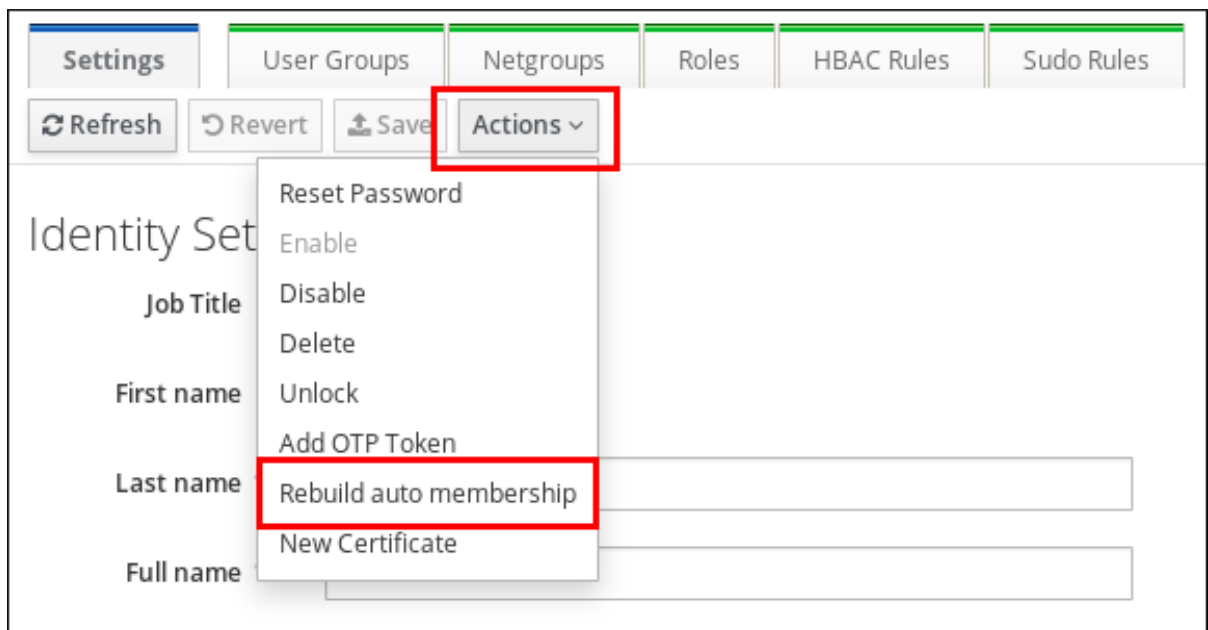 Settings User Groups Netgroups Roles HBAC Rules Sudo Rules
Refresh Revert Save Actions
Reset Password
Identity Set
Enable
Job Title
Disable
Delete
First name
Unlock
Add OTP Token
Last name
Rebuild auto membership
New Certificate
Full name